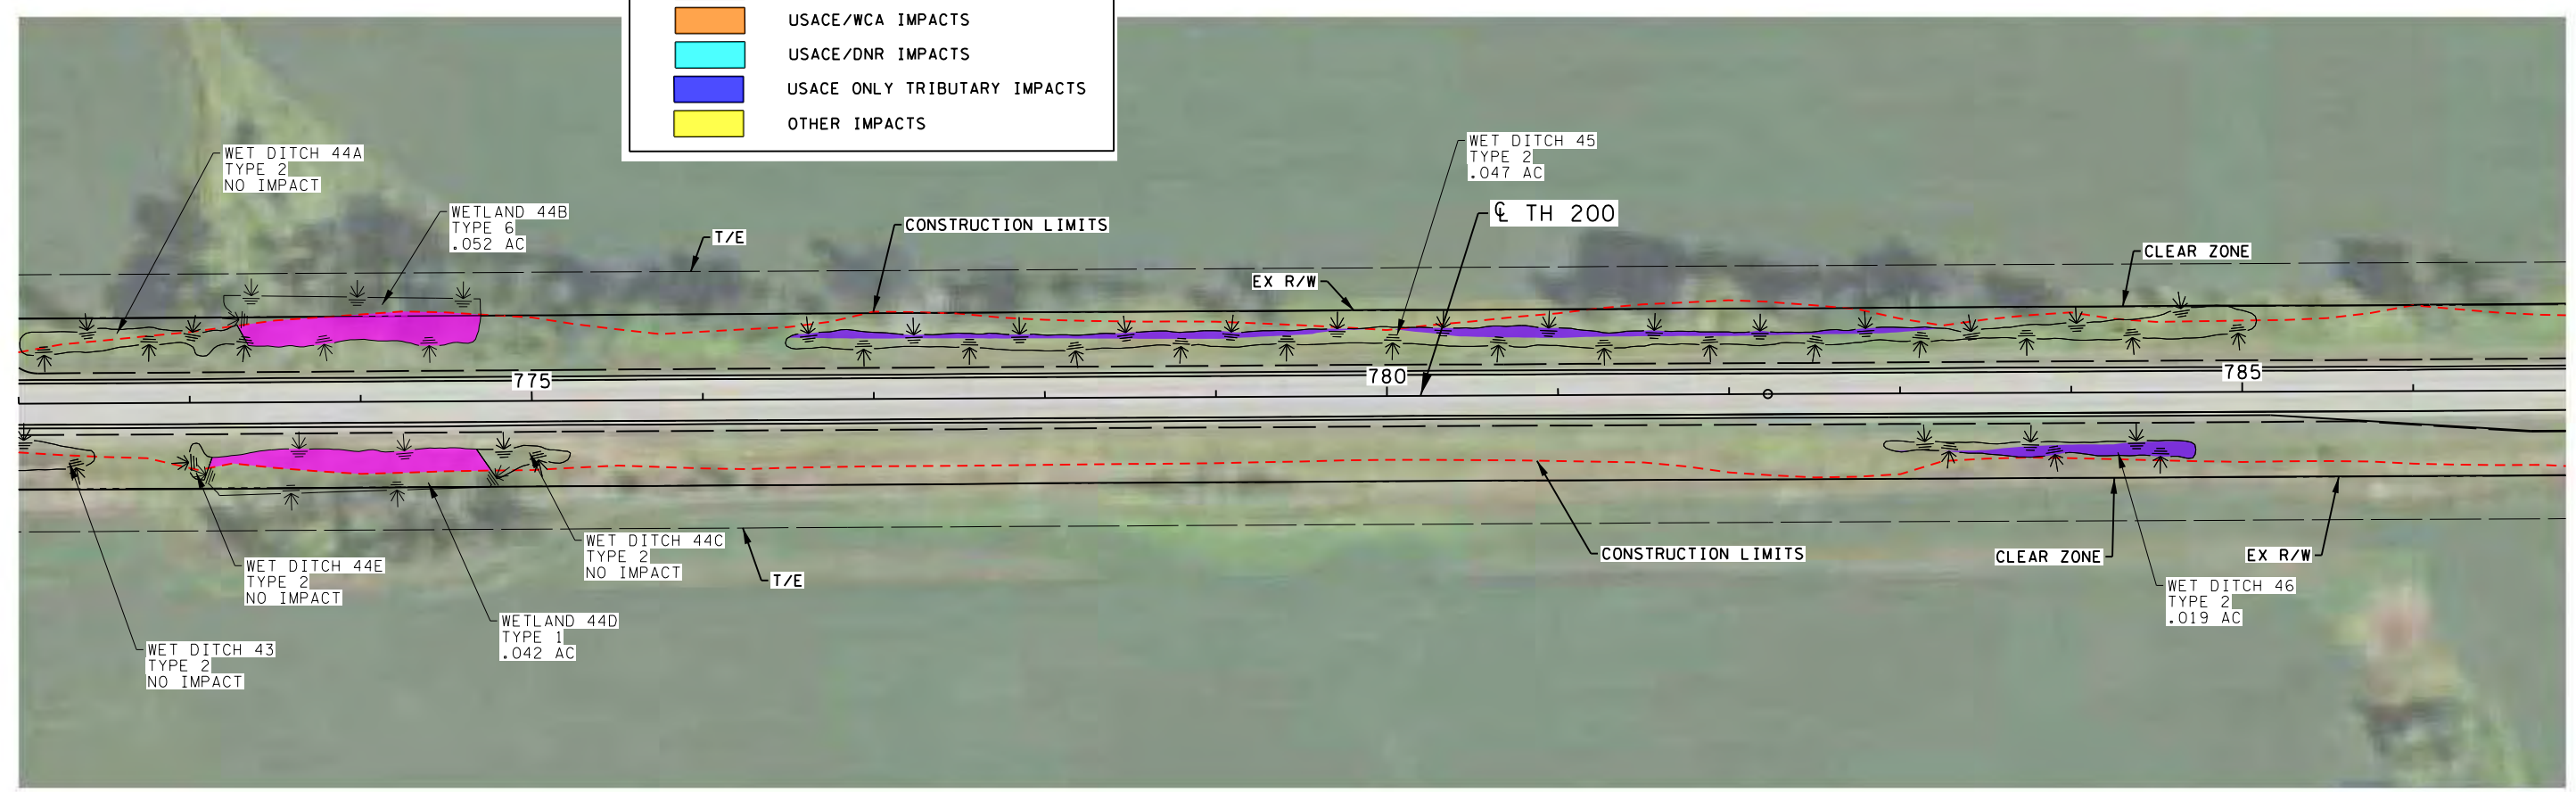 USACE/WCA IMPACTS
USACE/DNR IMPACTS
USACE ONLY TRIBUTARY IMPACTS
OTHER IMPACTS
WET DITCH 44A
TYPE 2
NO IMPACT
WETLAND 44B
TYPE 6
.052 AC
T/E
CONSTRUCTION LIMITS
EX R/W
WET DITCH 45
TYPE 2
.047 AC
℄ TH 200
CLEAR ZONE
775
780
785
WET DITCH 43
TYPE 2
NO IMPACT
WET DITCH 44E
TYPE 2
NO IMPACT
WETLAND 44D
TYPE 1
.042 AC
WET DITCH 44C
TYPE 2
NO IMPACT
T/E
CONSTRUCTION LIMITS
CLEAR ZONE
EX R/W
WET DITCH 46
TYPE 2
.019 AC